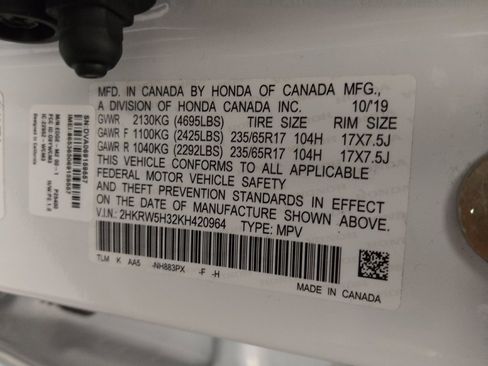 MFD. IN CANADA BY HONDA OF CANADA MFG.,
A DIVISION OF HONDA CANADA INC. 10/19
GVWR 2130KG (4695LBS) TIRE SIZE RIM SIZE
GAWR F 1100KG (2425LBS) 235/65R17 104H 17X7.5J
GAWR R 1040KG (2292LBS) 235/65R17 104H 17X7.5J
THIS VEHICLE CONFORMS TO ALL APPLICABLE
FEDERAL MOTOR VEHICLE SAFETY
AND THEFT PREVENTION STANDARDS IN EFFECT
ON THE DATE OF MANUFACTURE SHOWN ABOVE.
V.I.N.: 2HKRW5H32KH420964 TYPE: MPV
TLM K AA5 -NH883PX -F -H
MADE IN CANADA
Designed in California